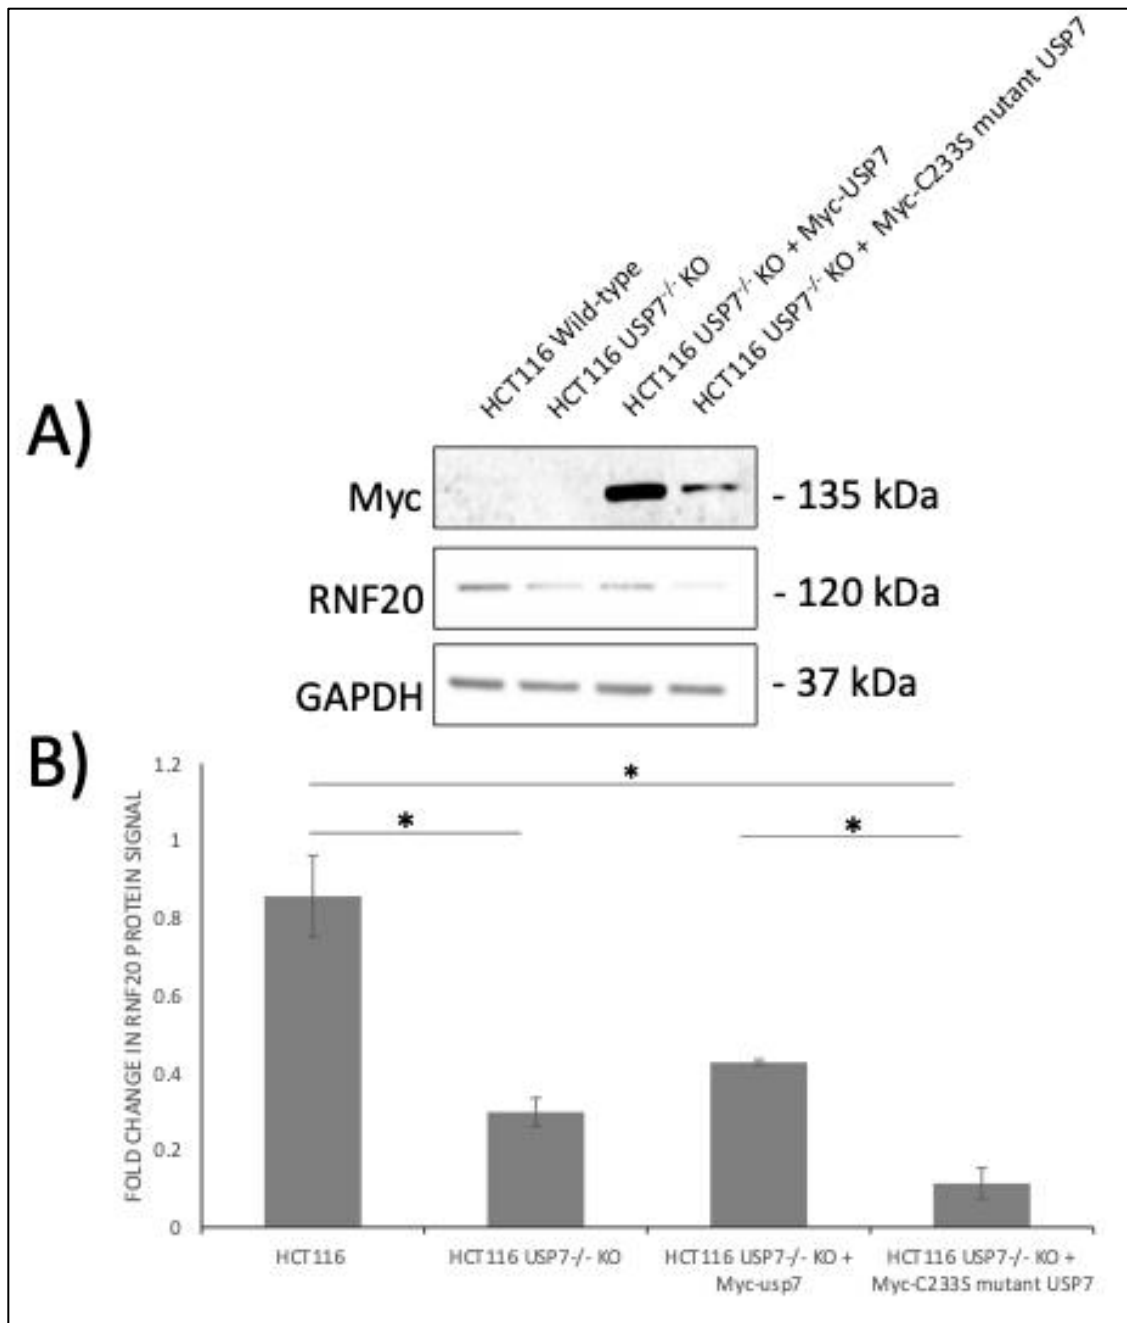 HCT116 Wild-type
HCT116 USP7-/- KO
HCT116 USP7-/- KO + Myc-USP7
HCT116 USP7-/- KO + Myc-C233S mutant USP7
A)
Myc
- 135 kDa
RNF20
- 120 kDa
GAPDH
- 37 kDa
B)
FOLD CHANGE IN RNF20 PROTEIN SIGNAL
1.2
1
0.8
0.6
0.4
0.2
0
*
*
*
HCT116
HCT116 USP7-/- KO
HCT116 USP7-/- KO +
Myc-usp7
HCT116 USP7-/- KO +
Myc-C233S mutant USP7